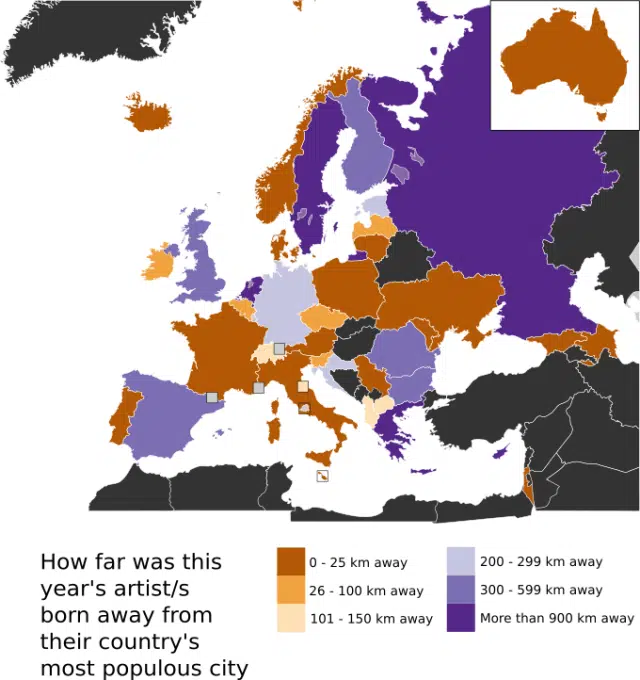 How far was this
year's artist/s
born away from
their country's
most populous city
0 - 25 km away
26 - 100 km away
101 - 150 km away
200 - 299 km away
300 - 599 km away
More than 900 km away